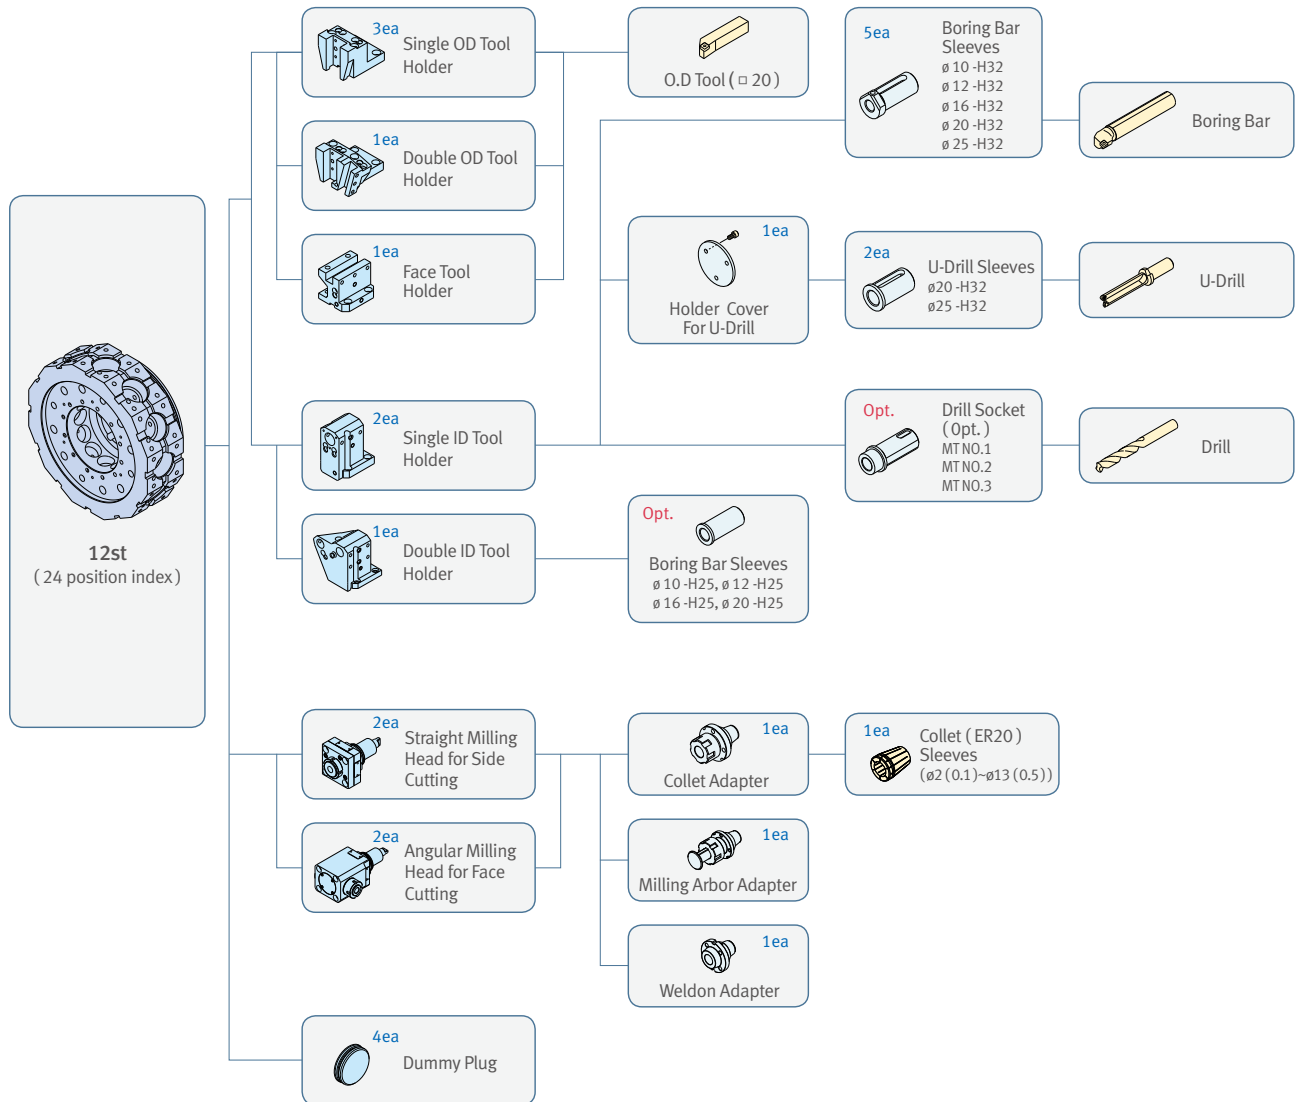 3ea
Single OD Tool
Holder
1ea
Double OD Tool
Holder
1ea
Face Tool
Holder
O.D Tool ( □ 20 )
5ea
Boring Bar
Sleeves
ø 10 -H32
ø 12 -H32
ø 16 -H32
ø 20 -H32
ø 25 -H32
Boring Bar
1ea
Holder Cover
For U-Drill
2ea
U-Drill Sleeves
ø20 -H32
ø25 -H32
U-Drill
12st
( 24 position index )
2ea
Single ID Tool
Holder
Opt.
Drill Socket
( Opt. )
MT NO.1
MT NO.2
MT NO.3
Drill
1ea
Double ID Tool
Holder
Opt.
Boring Bar Sleeves
ø 10 -H25, ø 12 -H25
ø 16 -H25, ø 20 -H25
2ea
Straight Milling
Head for Side
Cutting
1ea
Collet Adapter
1ea
Collet ( ER20 )
Sleeves
(ø2 (0.1)~ø13 (0.5))
2ea
Angular Milling
Head for Face
Cutting
1ea
Milling Arbor Adapter
1ea
Weldon Adapter
4ea
Dummy Plug